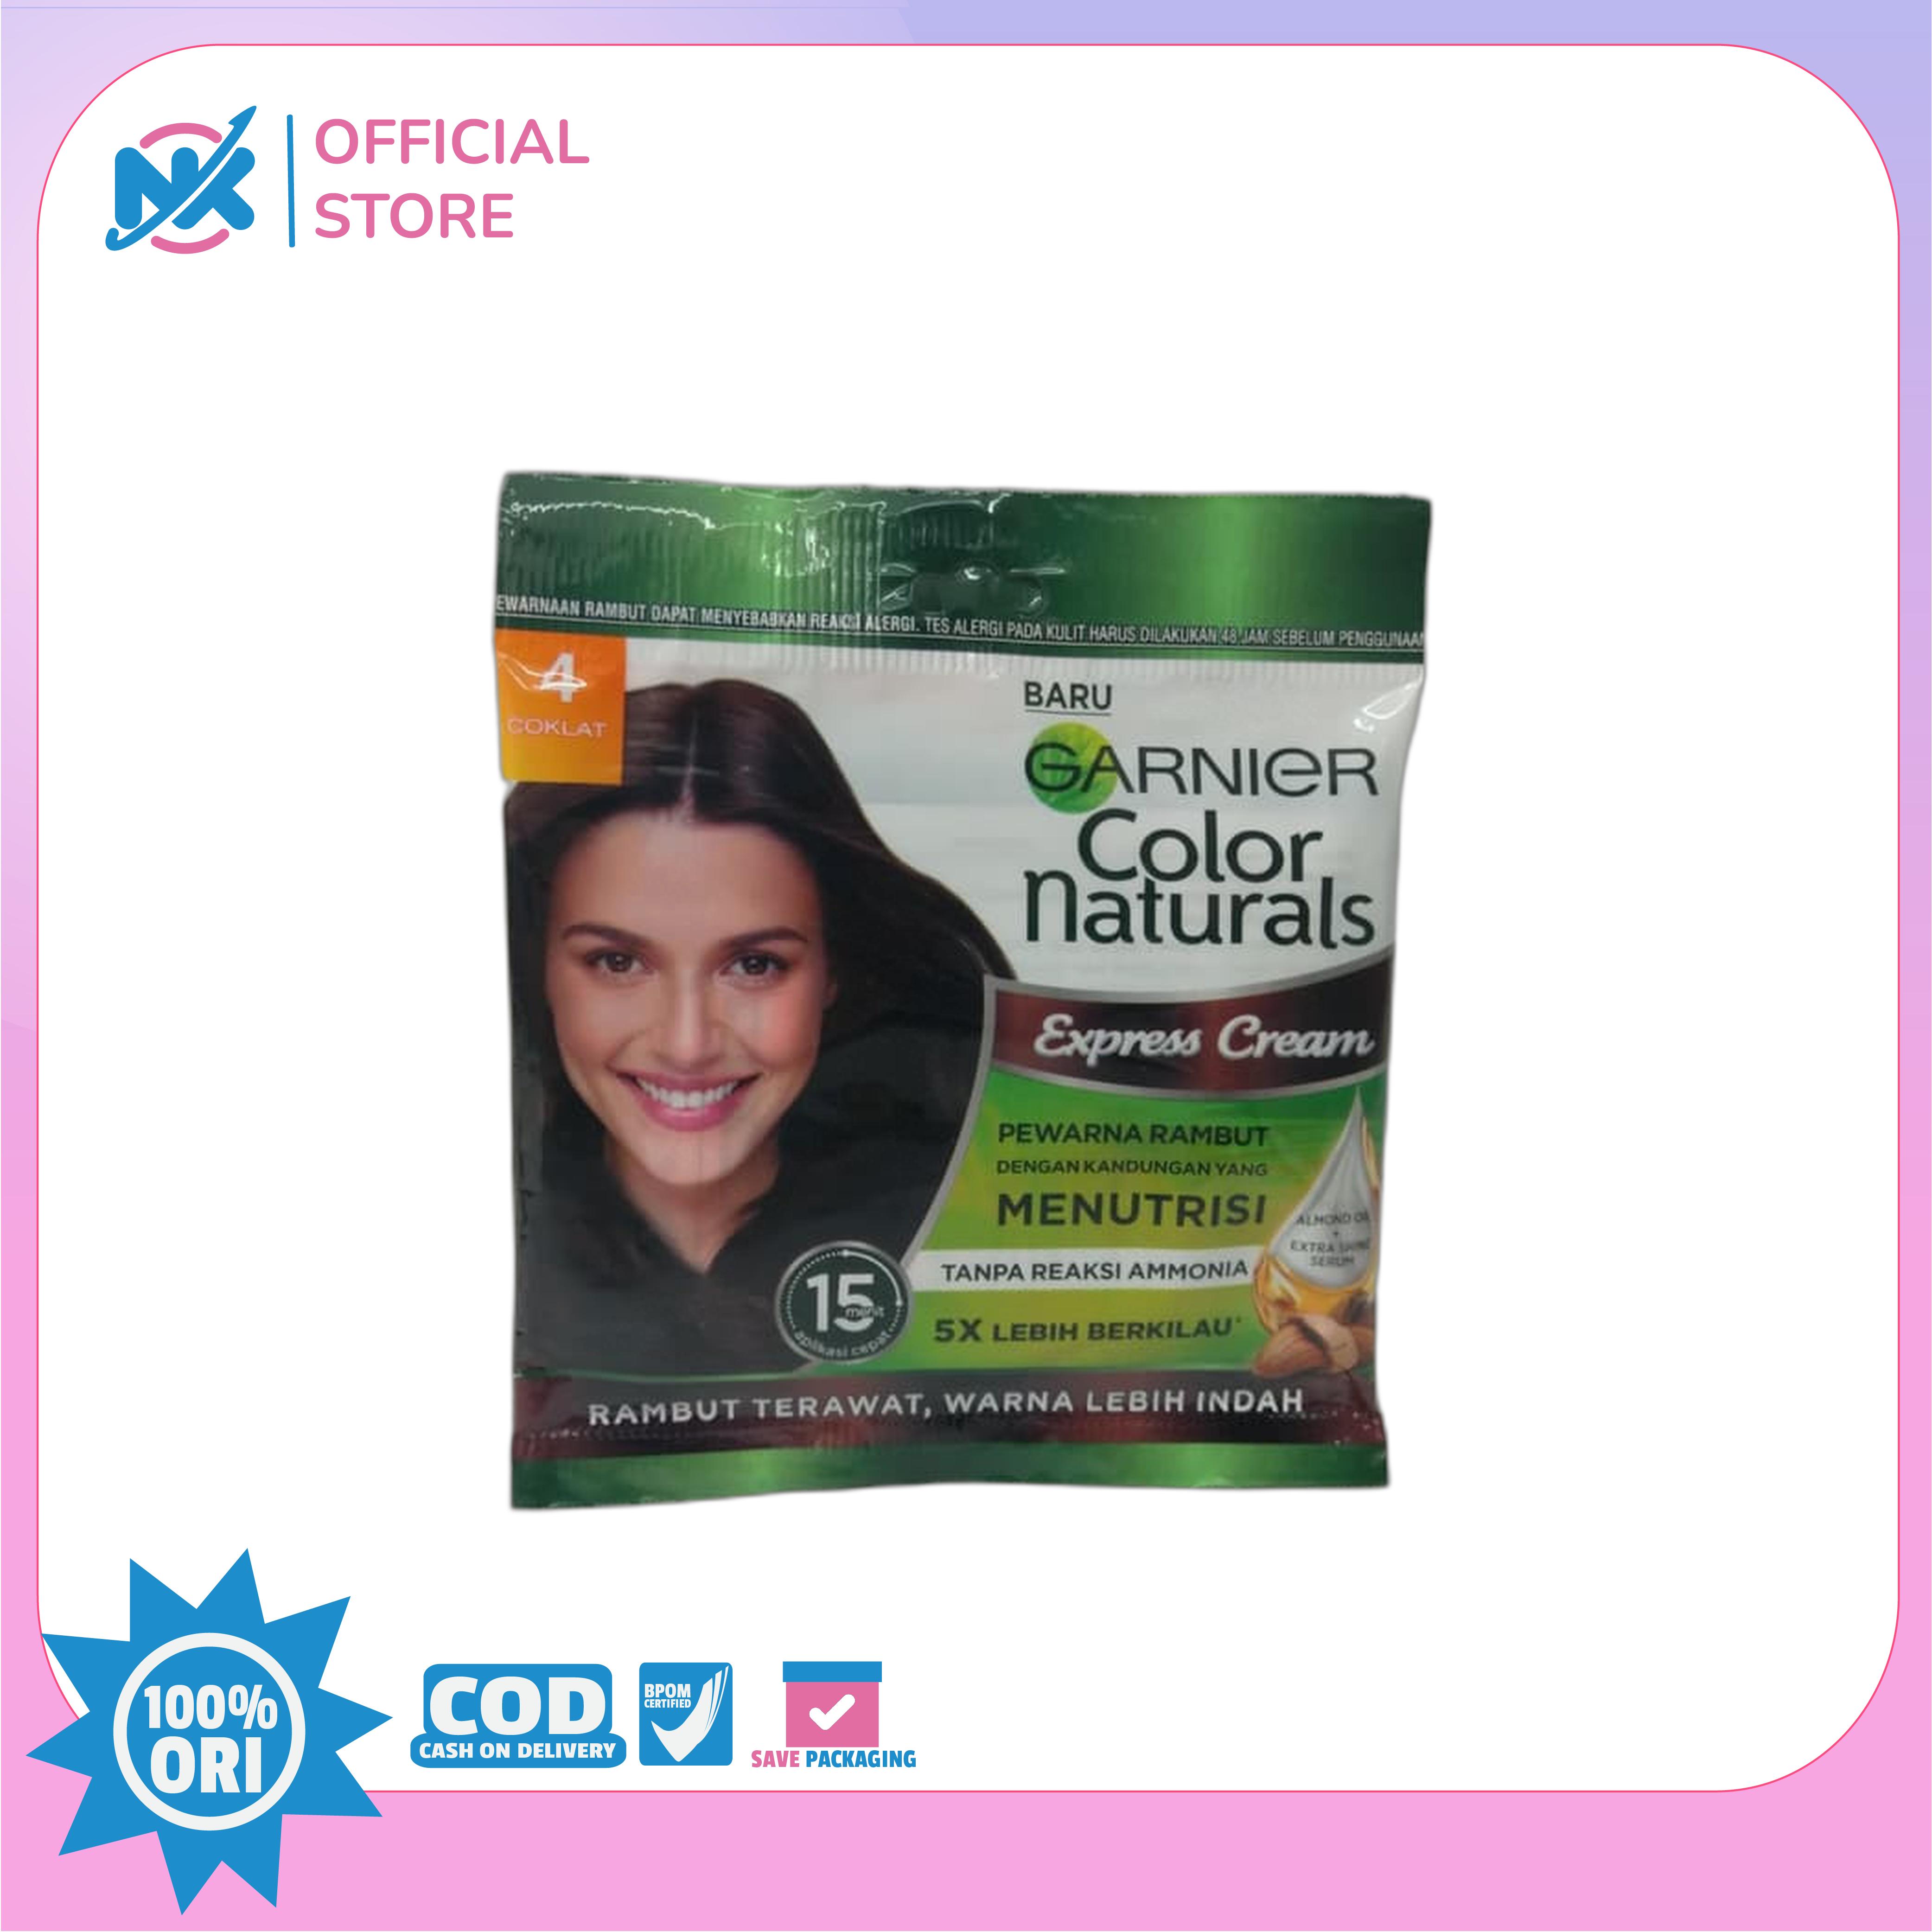 NK
OFFICIAL
STORE
EWARNAAN RAMBUT DAPAT MENYEBABKAN REAKSI ALERGI. TES ALERGI PADA KULIT HARUS DILAKUKAN 48 JAM SEBELUM PENGGUNAAN
4
COKLAT
BARU
GARNIER
Color
Naturals
Express Cream
PEWARNA RAMBUT
DENGAN KANDUNGAN YANG
MENUTRISI
ALMOND OIL
+
EXTRA SHINE
SERUM
TANPA REAKSI AMMONIA
15
menit
aplikasi cepat
5X LEBIH BERKILAU*
RAMBUT TERAWAT, WARNA LEBIH INDAH
100%
ORI
COD
CASH ON DELIVERY
BPOM
CERTIFIED
SAVE PACKAGING